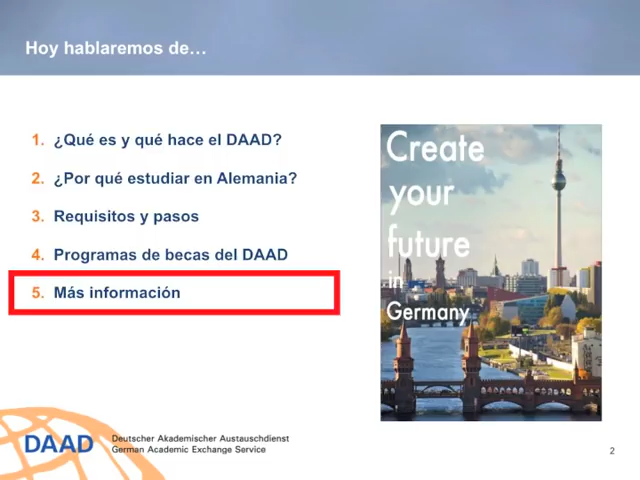 Hoy hablaremos de…
1. ¿Qué es y qué hace el DAAD?
2. ¿Por qué estudiar en Alemania?
3. Requisitos y pasos
4. Programas de becas del DAAD
5. Más información
Create
your
future
in
Germany
DAAD
Deutscher Akademischer Austauschdienst
German Academic Exchange Service
2